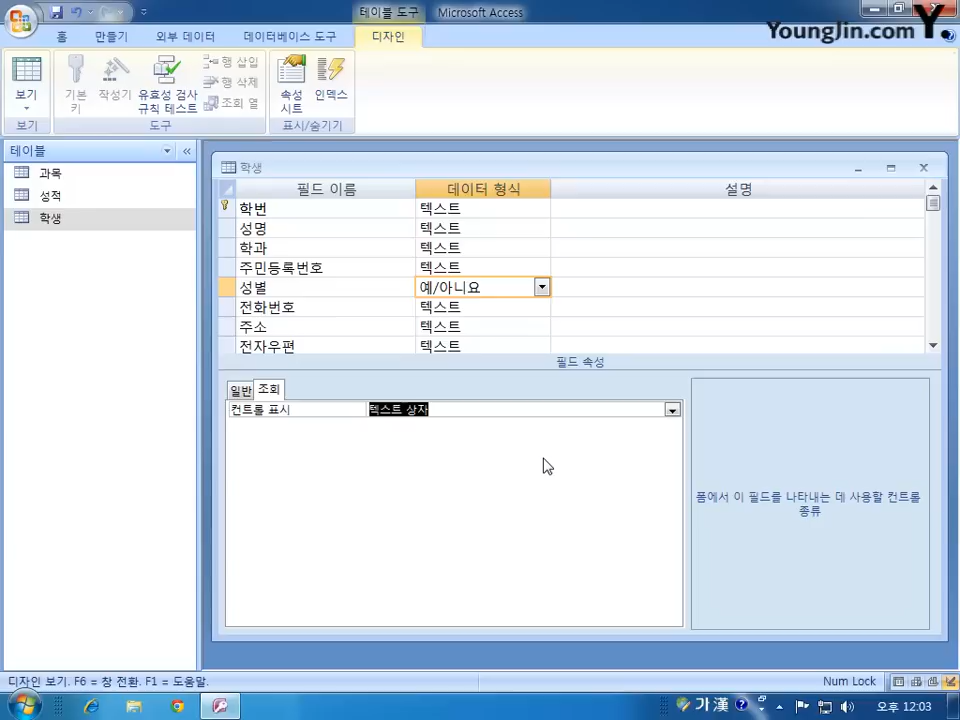 테이블 도구 Microsoft Access
YoungJin.com Y
홈 만들기 외부 데이터 데이터베이스 도구 디자인
보기 기본 키 작성기 유효성 검사 규칙 테스트 행 삽입 행 삭제 조회 열 속성 시트 인덱스
보기 도구 표시/숨기기
테이블
과목
성적
학생
학생
필드 이름 데이터 형식 설명
학번 텍스트
성명 텍스트
학과 텍스트
주민등록번호 텍스트
성별 예/아니요
전화번호 텍스트
주소 텍스트
전자우편 텍스트
필드 속성
일반 조회
컨트롤 표시 텍스트 상자
폼에서 이 필드를 나타내는 데 사용할 컨트롤
종류
디자인 보기. F6 = 창 전환. F1 = 도움말. Num Lock
가 漢 오후 12:03